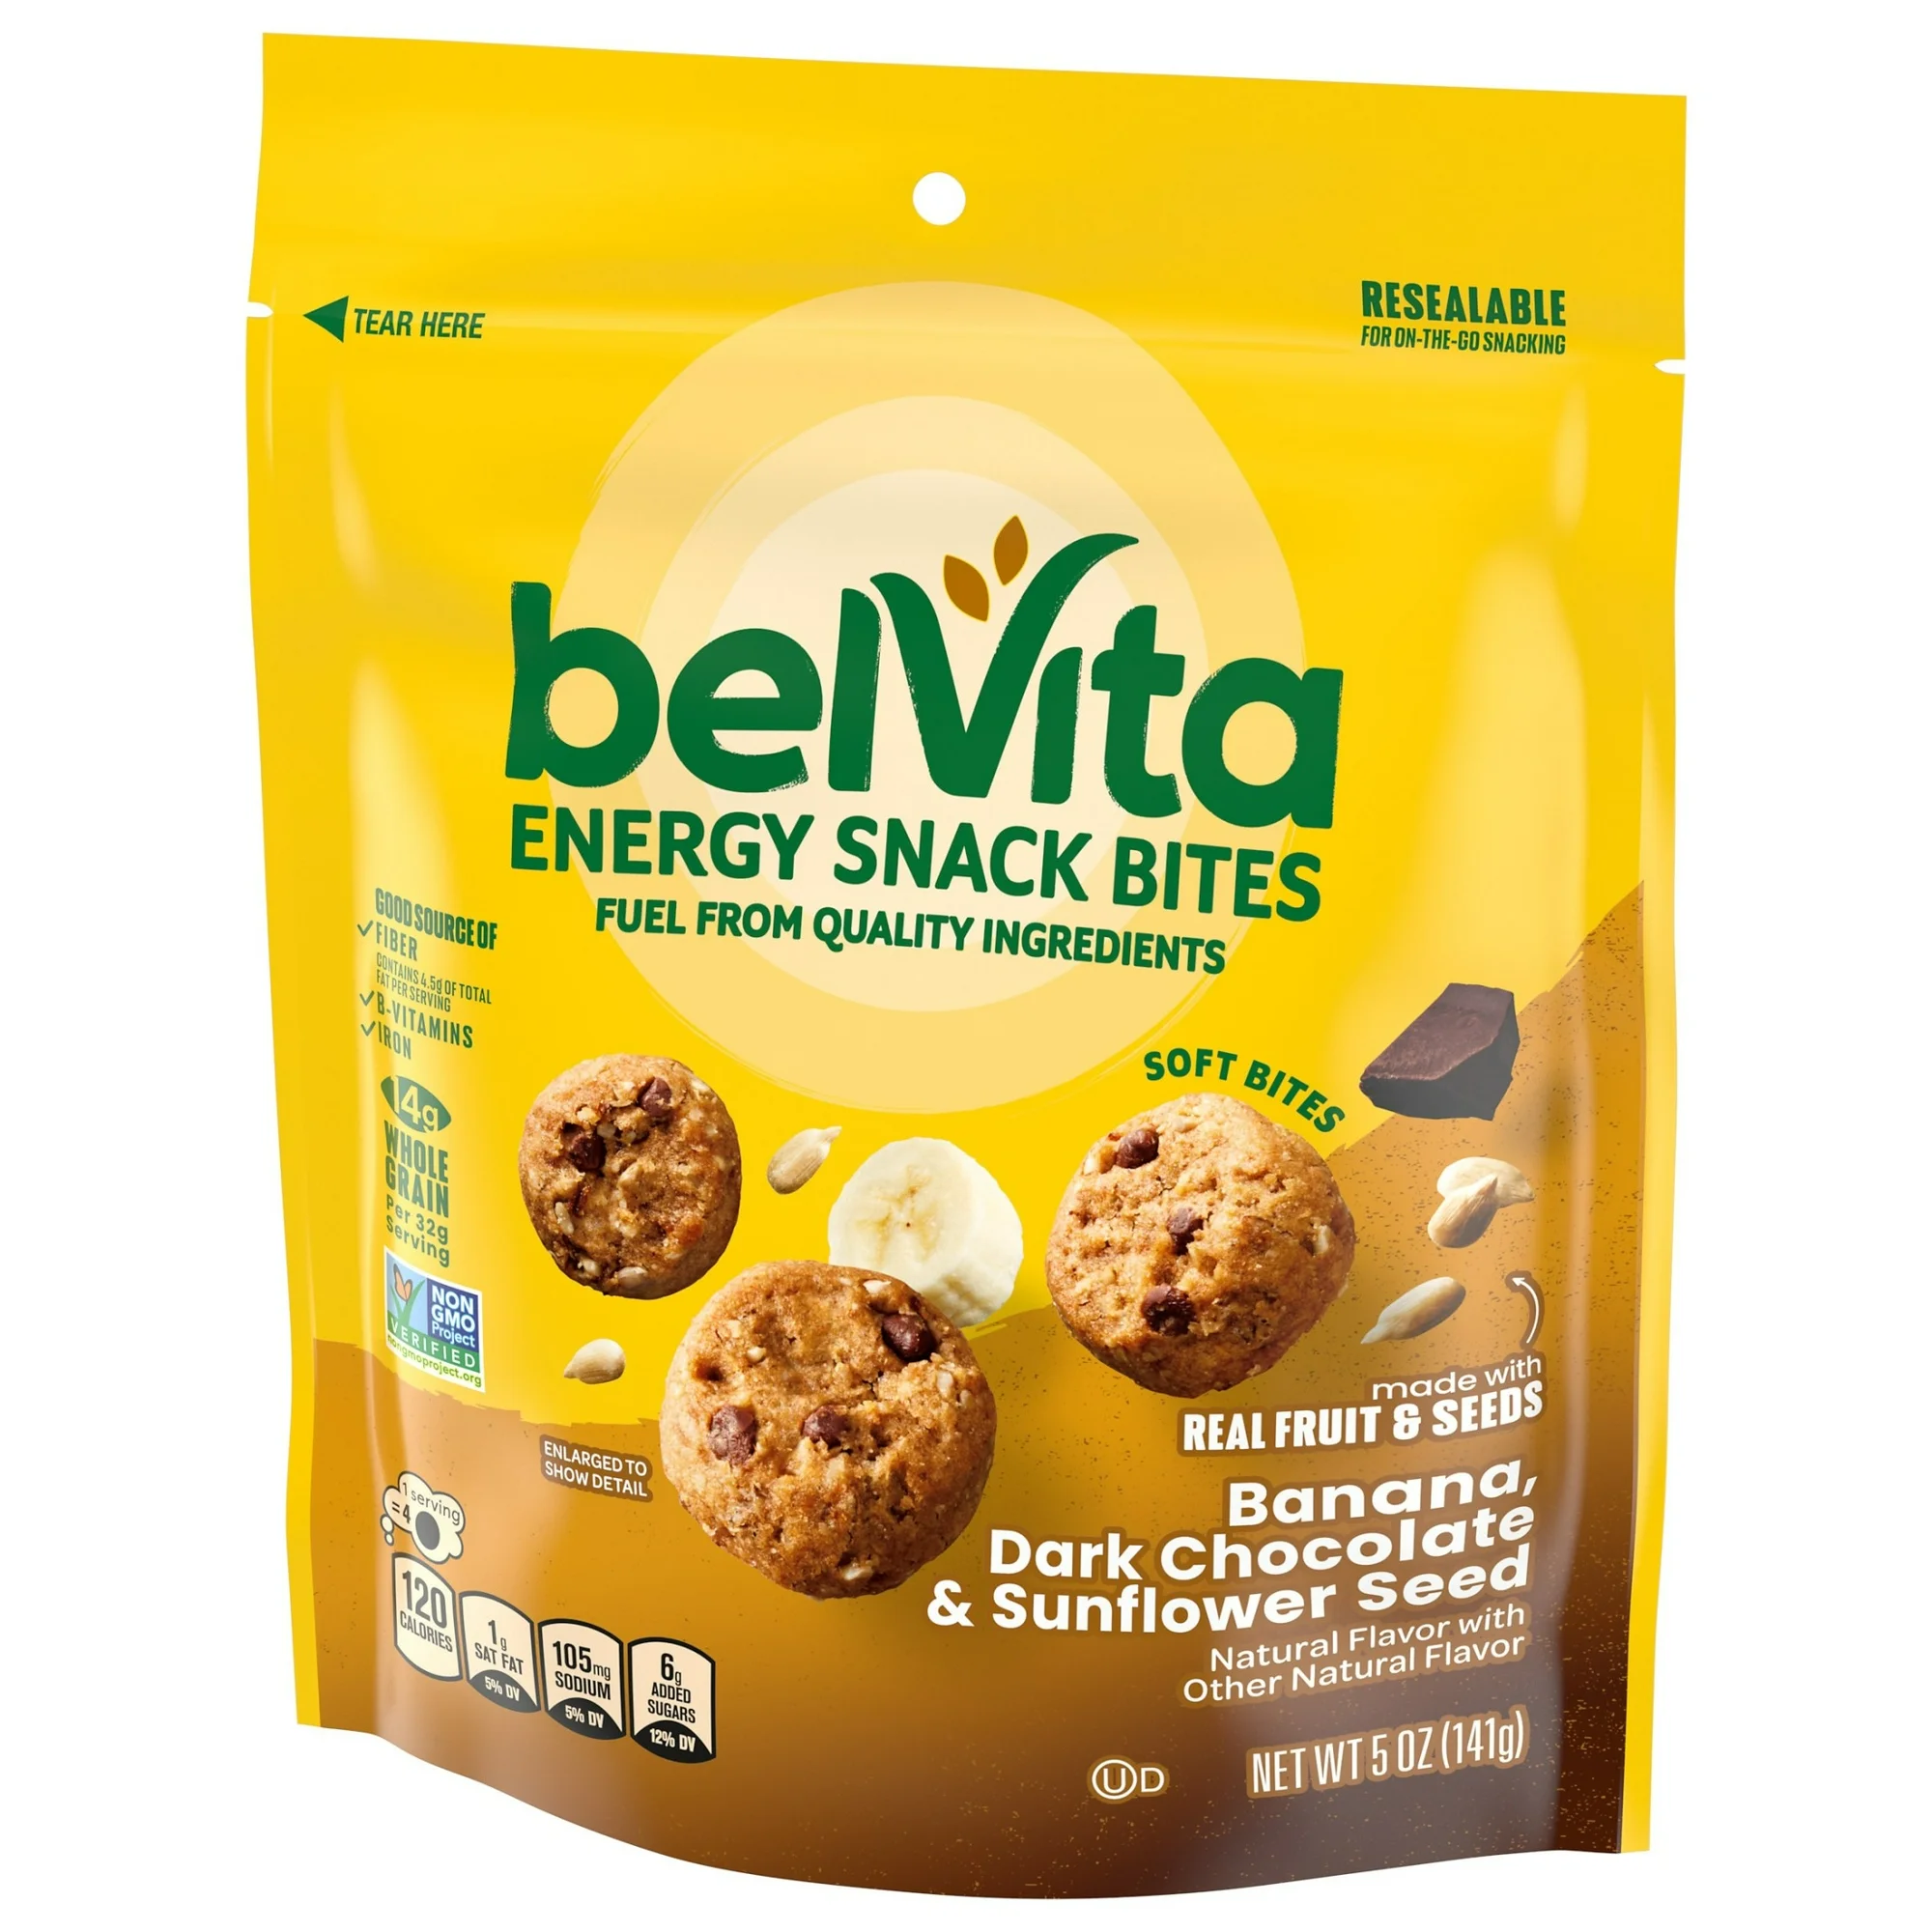 TEAR HERE
RESEALABLE
FOR ON-THE-GO SNACKING
belVita
ENERGY SNACK BITES
FUEL FROM QUALITY INGREDIENTS
GOOD SOURCE OF
FIBER
CONTAINS 4.5g OF TOTAL
FAT PER SERVING
B-VITAMINS
IRON
14g
WHOLE
GRAIN
Per 32g
Serving
NON
GMO
Project
VERIFIED
nongmoproject.org
SOFT BITES
made with
REAL FRUIT & SEEDS
ENLARGED TO
SHOW DETAIL
Banana,
Dark Chocolate
& Sunflower Seed
Natural Flavor with
Other Natural Flavor
1 serving
=4
120
CALORIES
1g
SAT FAT
5% DV
105mg
SODIUM
5% DV
6g
ADDED
SUGARS
12% DV
U D
NET WT 5 OZ (141g)